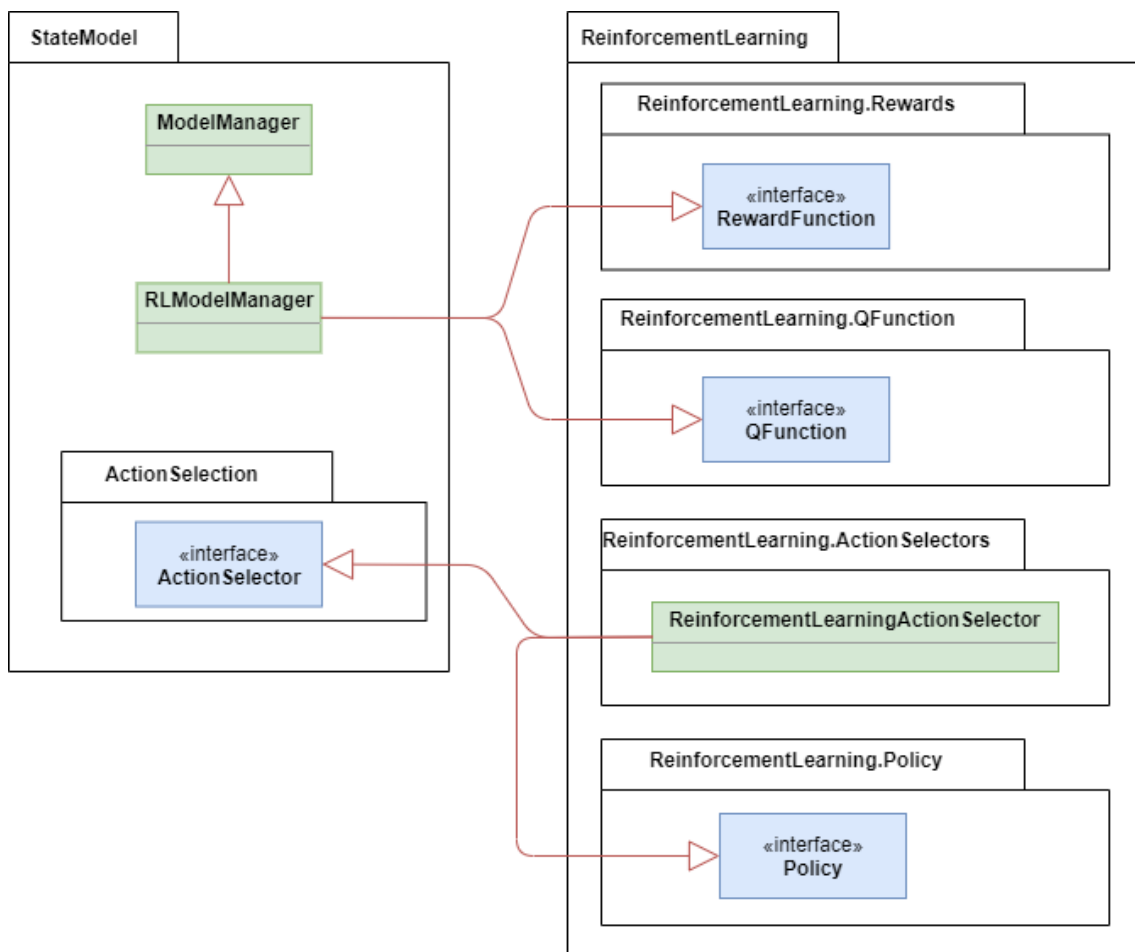 StateModel
ModelManager
RLModelManager
ActionSelection
«interface»
ActionSelector
ReinforcementLearning
ReinforcementLearning.Rewards
«interface»
RewardFunction
ReinforcementLearning.QFunction
«interface»
QFunction
ReinforcementLearning.ActionSelectors
ReinforcementLearningActionSelector
ReinforcementLearning.Policy
«interface»
Policy